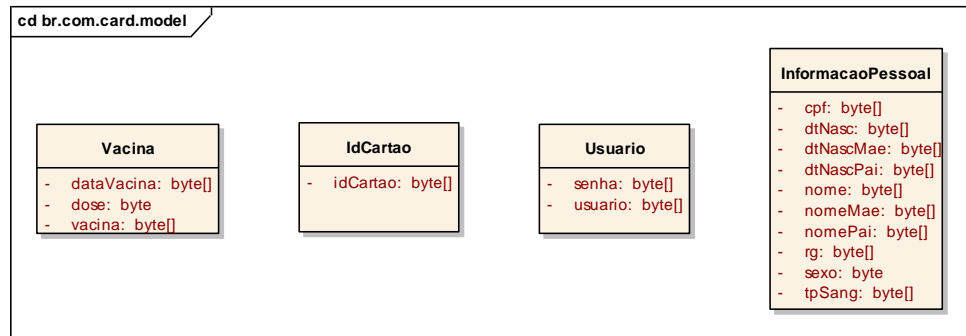 cd br.com.card.model
Vacina
- dataVacina: byte[]
- dose: byte
- vacina: byte[]
IdCartao
- idCartao: byte[]
Usuario
- senha: byte[]
- usuario: byte[]
InformacaoPessoal
- cpf: byte[]
- dtNasc: byte[]
- dtNascMae: byte[]
- dtNascPai: byte[]
- nome: byte[]
- nomeMae: byte[]
- nomePai: byte[]
- rg: byte[]
- sexo: byte
- tpSang: byte[]